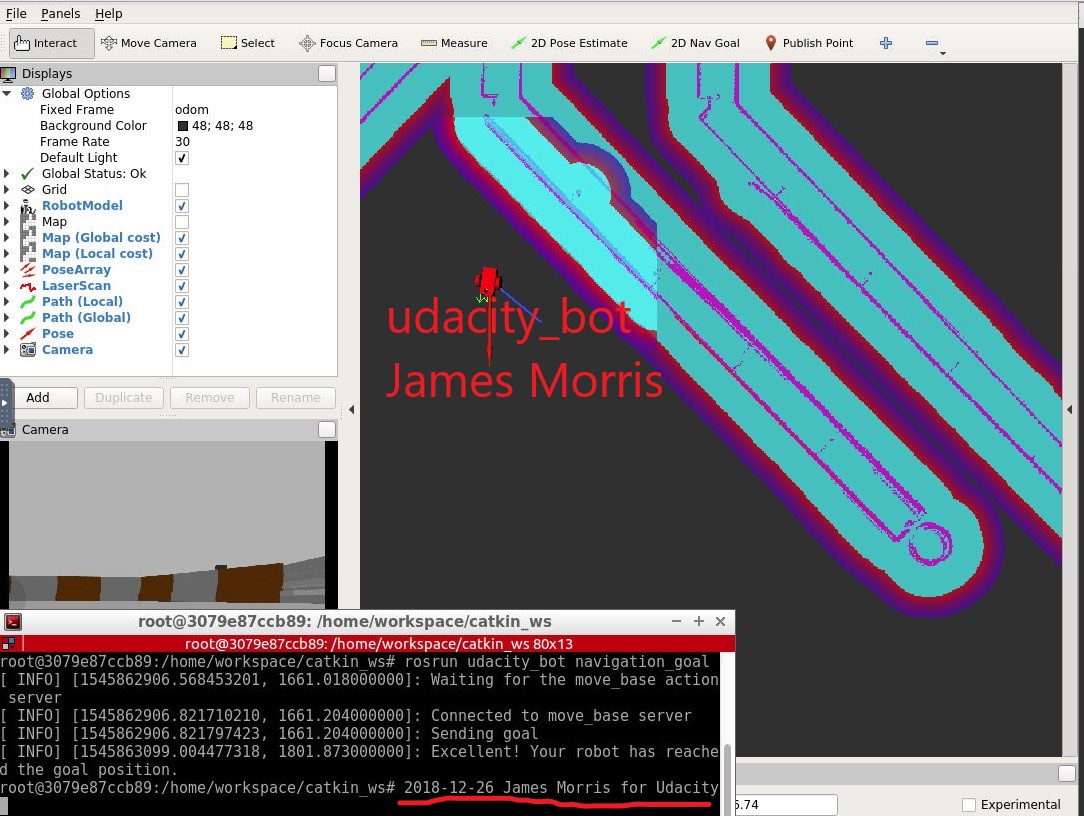 File Panels Help
Interact Move Camera Select Focus Camera Measure 2D Pose Estimate 2D Nav Goal Publish Point
Displays
Global Options
Fixed Frame odom
Background Color 48; 48; 48
Frame Rate 30
Default Light
Global Status: Ok
Grid
RobotModel
Map
Map (Global cost)
Map (Local cost)
PoseArray
LaserScan
Path (Local)
Path (Global)
Pose
Camera
Add Duplicate Remove Rename
Camera
udacity_bot
James Morris
root@3079e87ccb89: /home/workspace/catkin_ws
root@3079e87ccb89: /home/workspace/catkin_ws 80x13
root@3079e87ccb89:/home/workspace/catkin_ws# rosrun udacity_bot navigation_goal
[ INFO] [1545862906.568453201, 1661.018000000]: Waiting for the move_base action
server
[ INFO] [1545862906.821710210, 1661.204000000]: Connected to move_base server
[ INFO] [1545862906.821797423, 1661.204000000]: Sending goal
[ INFO] [1545863099.004477318, 1801.873000000]: Excellent! Your robot has reache
d the goal position.
root@3079e87ccb89:/home/workspace/catkin_ws# 2018-12-26 James Morris for Udacity
Experimental